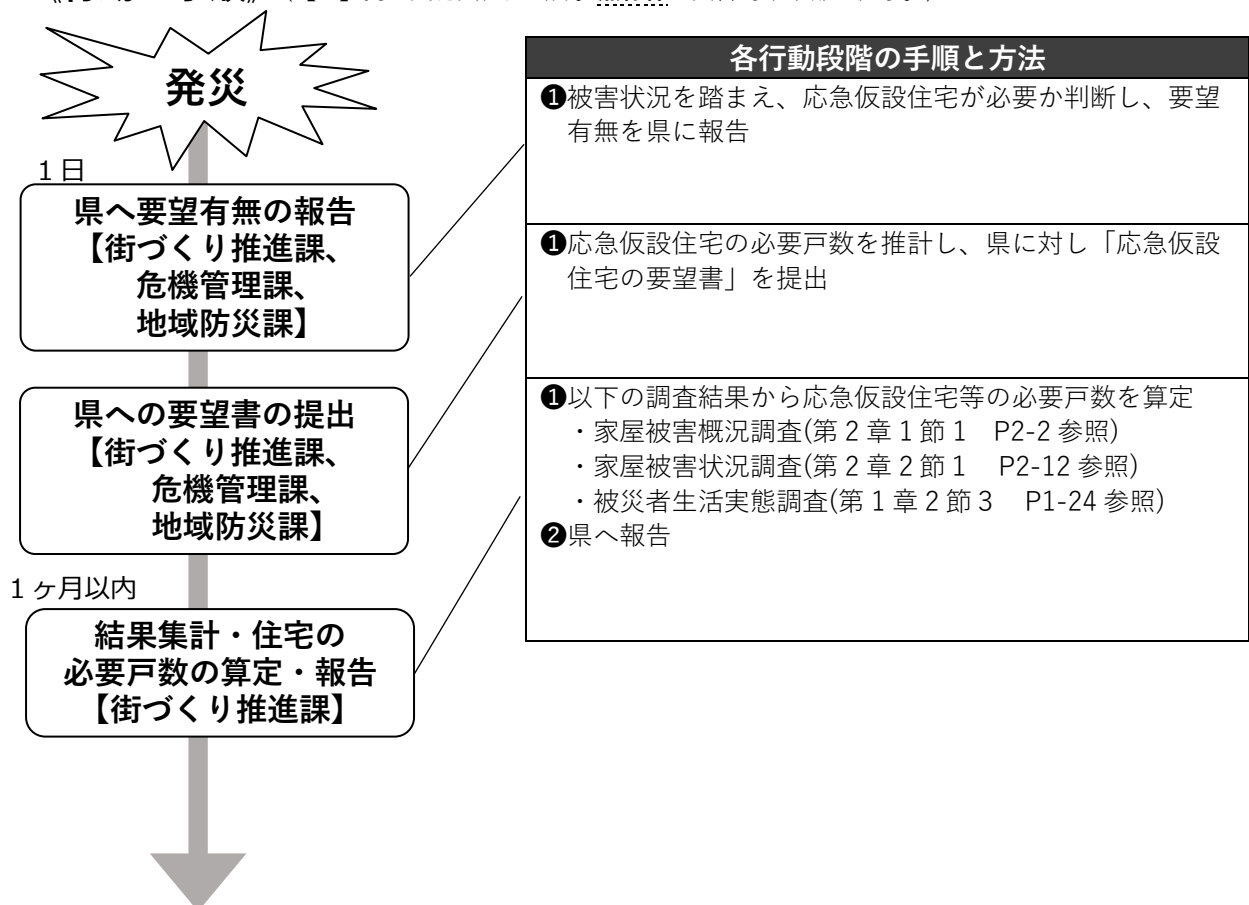 発災
1日
県へ要望有無の報告
【街づくり推進課、
危機管理課、
地域防災課】
県への要望書の提出
【街づくり推進課、
危機管理課、
地域防災課】
1ヶ月以内
結果集計・住宅の
必要戸数の算定・報告
【街づくり推進課】
各行動段階の手順と方法
❶被害状況を踏まえ、応急仮設住宅が必要か判断し、要望
有無を県に報告
❶応急仮設住宅の必要戸数を推計し、県に対し「応急仮設
住宅の要望書」を提出
❶以下の調査結果から応急仮設住宅等の必要戸数を算定
・家屋被害概況調査(第2章1節1　P2-2参照)
・家屋被害状況調査(第2章2節1　P2-12参照)
・被災者生活実態調査(第1章2節3　P1-24参照)
❷県へ報告